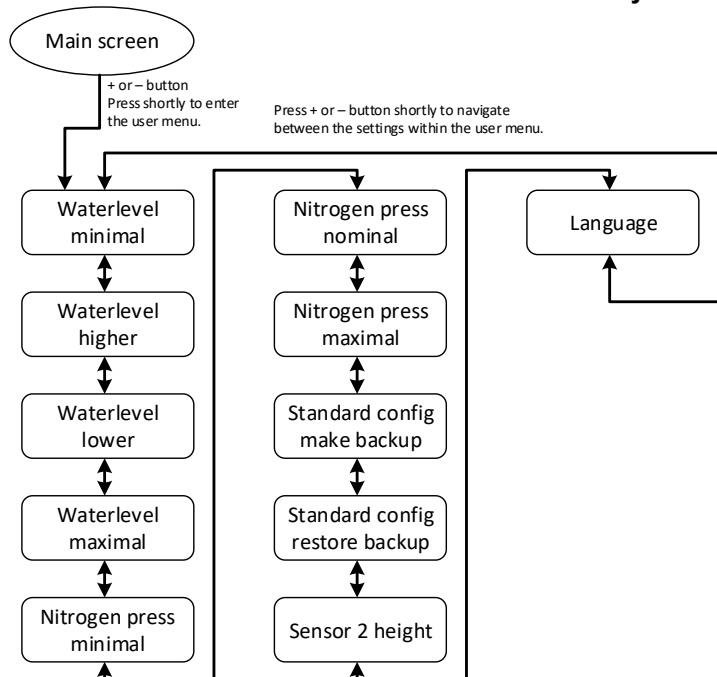 Main screen
+ or – button
Press shortly to enter
the user menu.
Press + or – button shortly to navigate
between the settings within the user menu.
Waterlevel
minimal
Nitrogen press
nominal
Language
Waterlevel
higher
Nitrogen press
maximal
Waterlevel
lower
Standard config
make backup
Waterlevel
maximal
Standard config
restore backup
Nitrogen press
minimal
Sensor 2 height